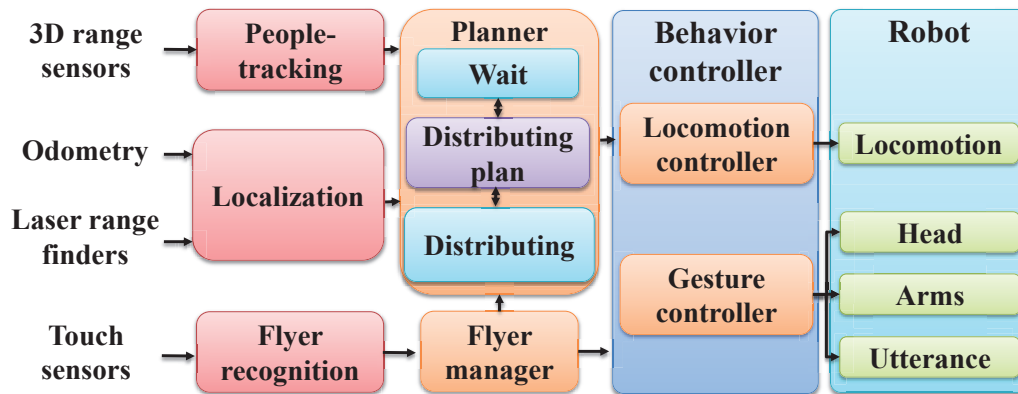 3D range
sensors
People-
tracking
Planner
Wait
Distributing
plan
Distributing
Behavior
controller
Robot
Odometry
Laser range
finders
Localization
Locomotion
controller
Locomotion
Gesture
controller
Head
Arms
Utterance
Touch
sensors
Flyer
recognition
Flyer
manager